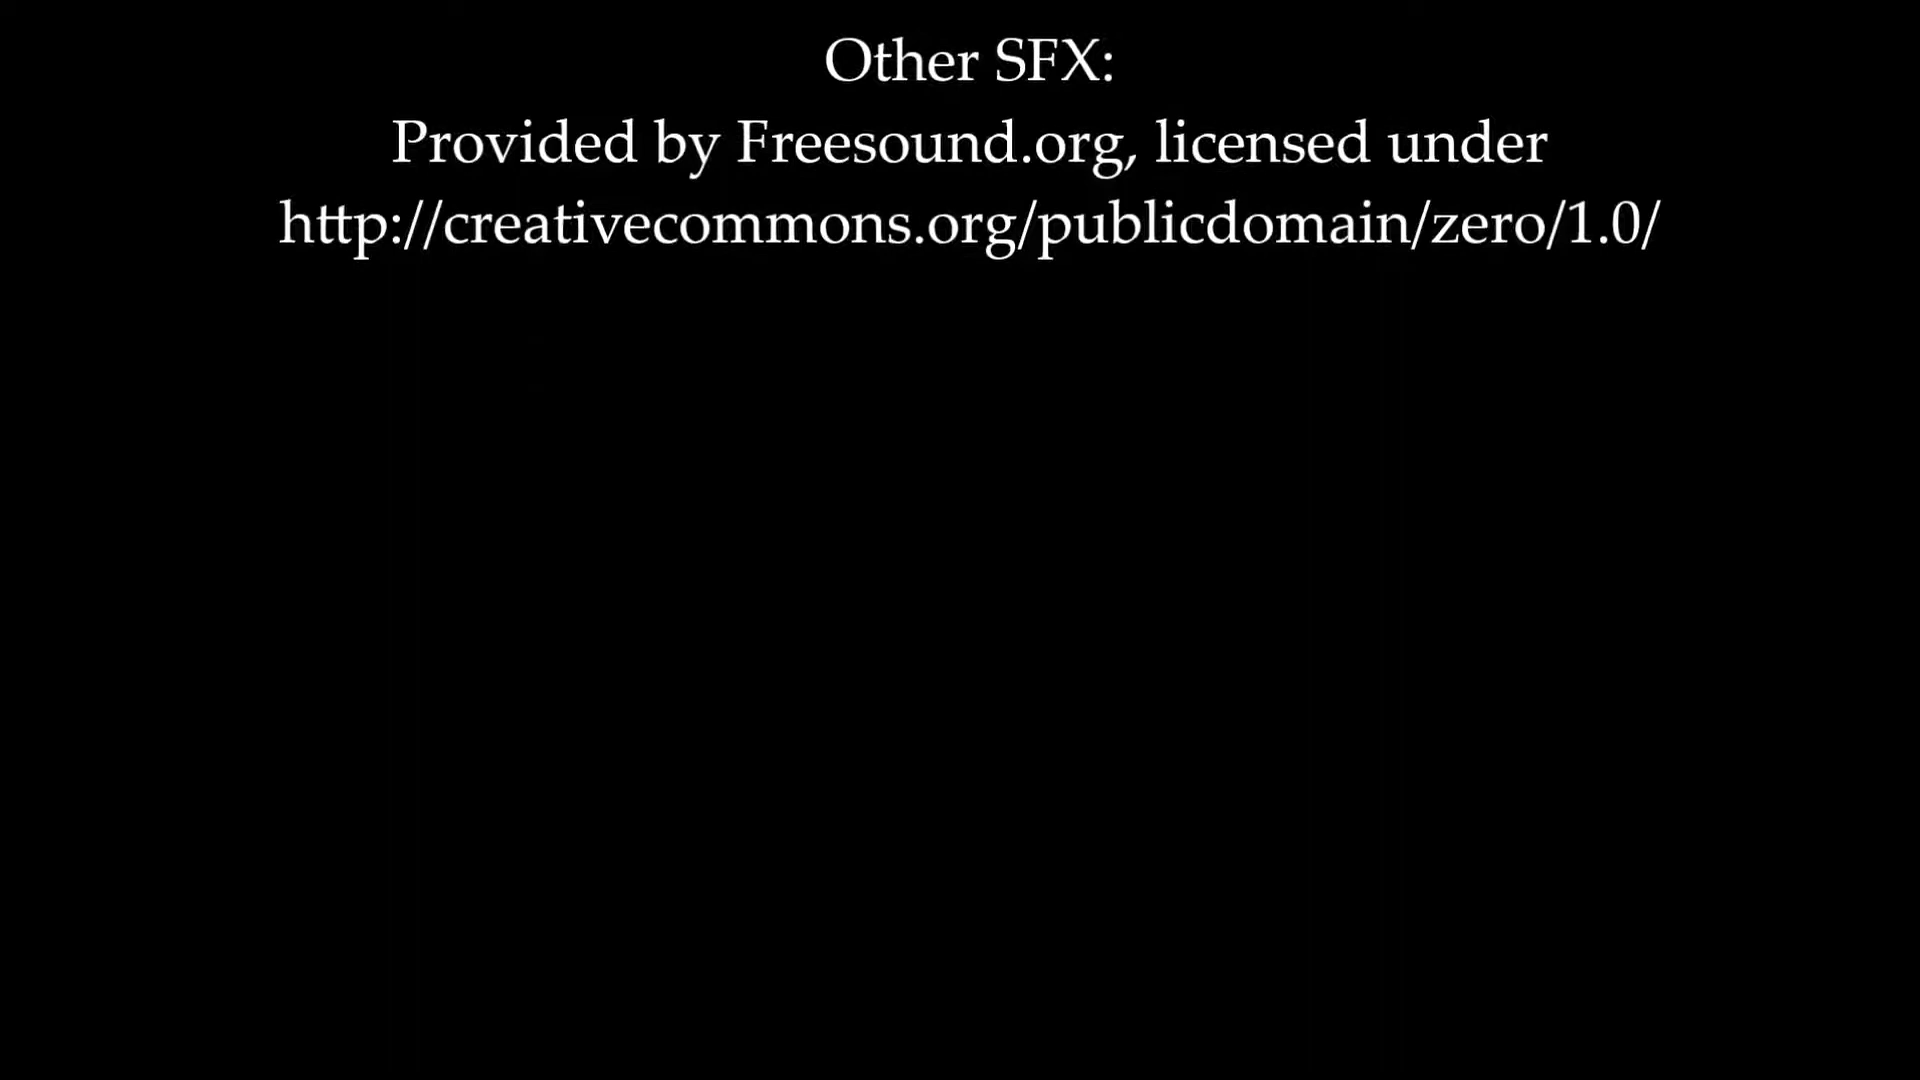 Other SFX:
Provided by Freesound.org, licensed under
http://creativecommons.org/publicdomain/zero/1.0/